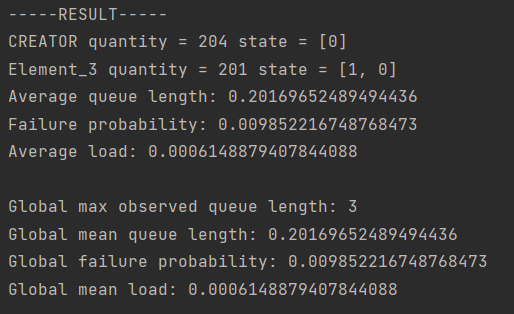 -----RESULT-----
CREATOR quantity = 204 state = [0]
Element_3 quantity = 201 state = [1, 0]
Average queue length: 0.20169652489494436
Failure probability: 0.009852216748768473
Average load: 0.0006148879407844088
Global max observed queue length: 3
Global mean queue length: 0.20169652489494436
Global failure probability: 0.009852216748768473
Global mean load: 0.0006148879407844088